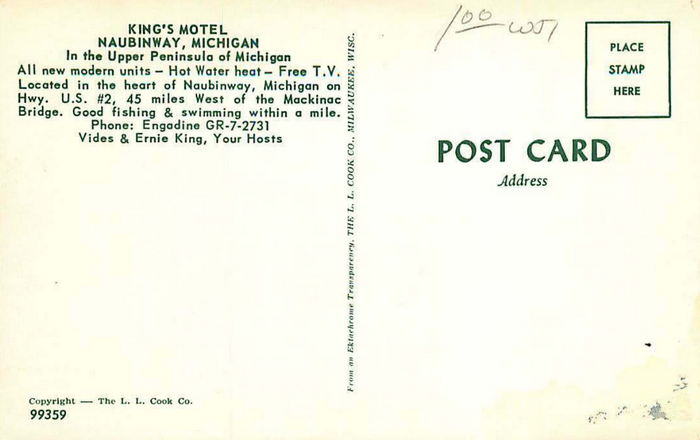 KING'S MOTEL
NAUBINWAY, MICHIGAN
In the Upper Peninsula of Michigan
All new modern units – Hot Water heat – Free T.V.
Located in the heart of Naubinway, Michigan on
Hwy. U.S. #2, 45 miles West of the Mackinac
Bridge. Good fishing & swimming within a mile.
Phone: Engadine GR-7-2731
Vides & Ernie King, Your Hosts
Copyright — The L. L. Cook Co.
99359
From an Ektachrome Transparency. THE L. L. COOK CO., MILWAUKEE, WISC.
100
PLACE
STAMP
HERE
POST CARD
Address